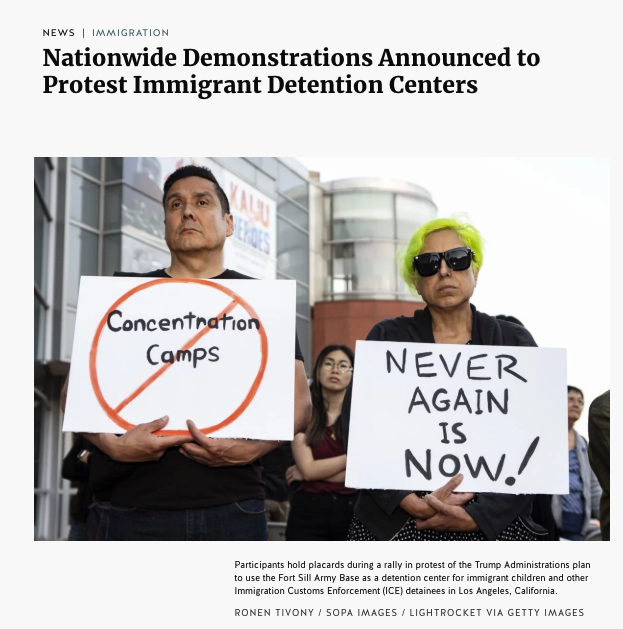 NEWS | IMMIGRATION
Nationwide Demonstrations Announced to
Protest Immigrant Detention Centers
KAIJU
HEROES
Concentration
Camps
NEVER
AGAIN
IS
NOW!
Participants hold placards during a rally in protest of the Trump Administrations plan
to use the Fort Sill Army Base as a detention center for immigrant children and other
Immigration Customs Enforcement (ICE) detainees in Los Angeles, California.
RONEN TIVONY / SOPA IMAGES / LIGHTROCKET VIA GETTY IMAGES